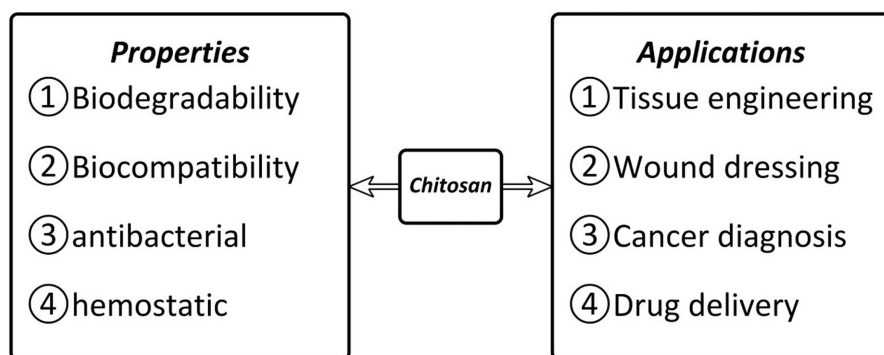 Properties
①Biodegradability
②Biocompatibility
③antibacterial
④hemostatic
Chitosan
Applications
①Tissue engineering
②Wound dressing
③Cancer diagnosis
④Drug delivery